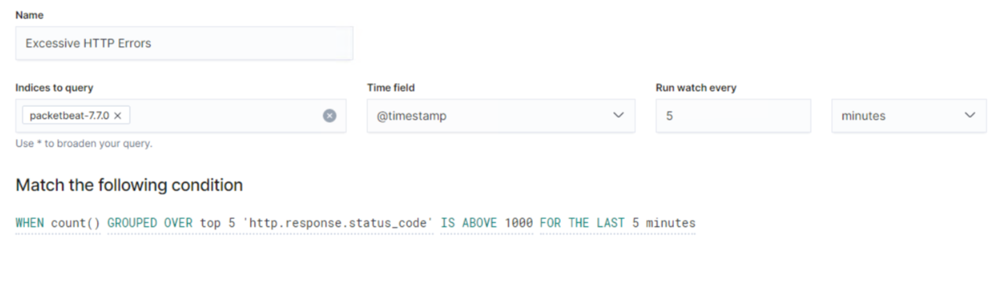 Name
Excessive HTTP Errors
Indices to query Time field Run watch every
packetbeat-7.7.0 × @timestamp 5 minutes
Use * to broaden your query.
Match the following condition
WHEN count() GROUPED OVER top 5 'http.response.status_code' IS ABOVE 1000 FOR THE LAST 5 minutes